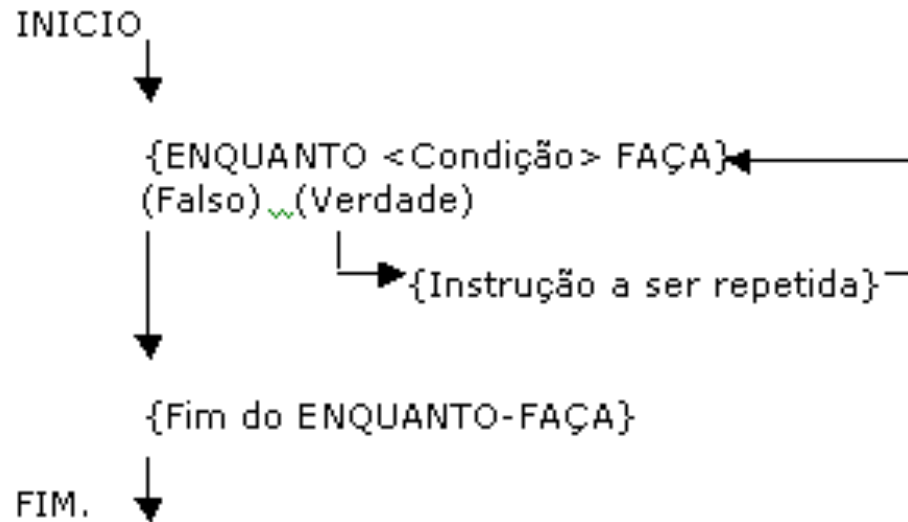 INICIO
{ENQUANTO <Condição> FAÇA}
(Falso) (Verdade)
{Instrução a ser repetida}
{Fim do ENQUANTO-FAÇA}
FIM.